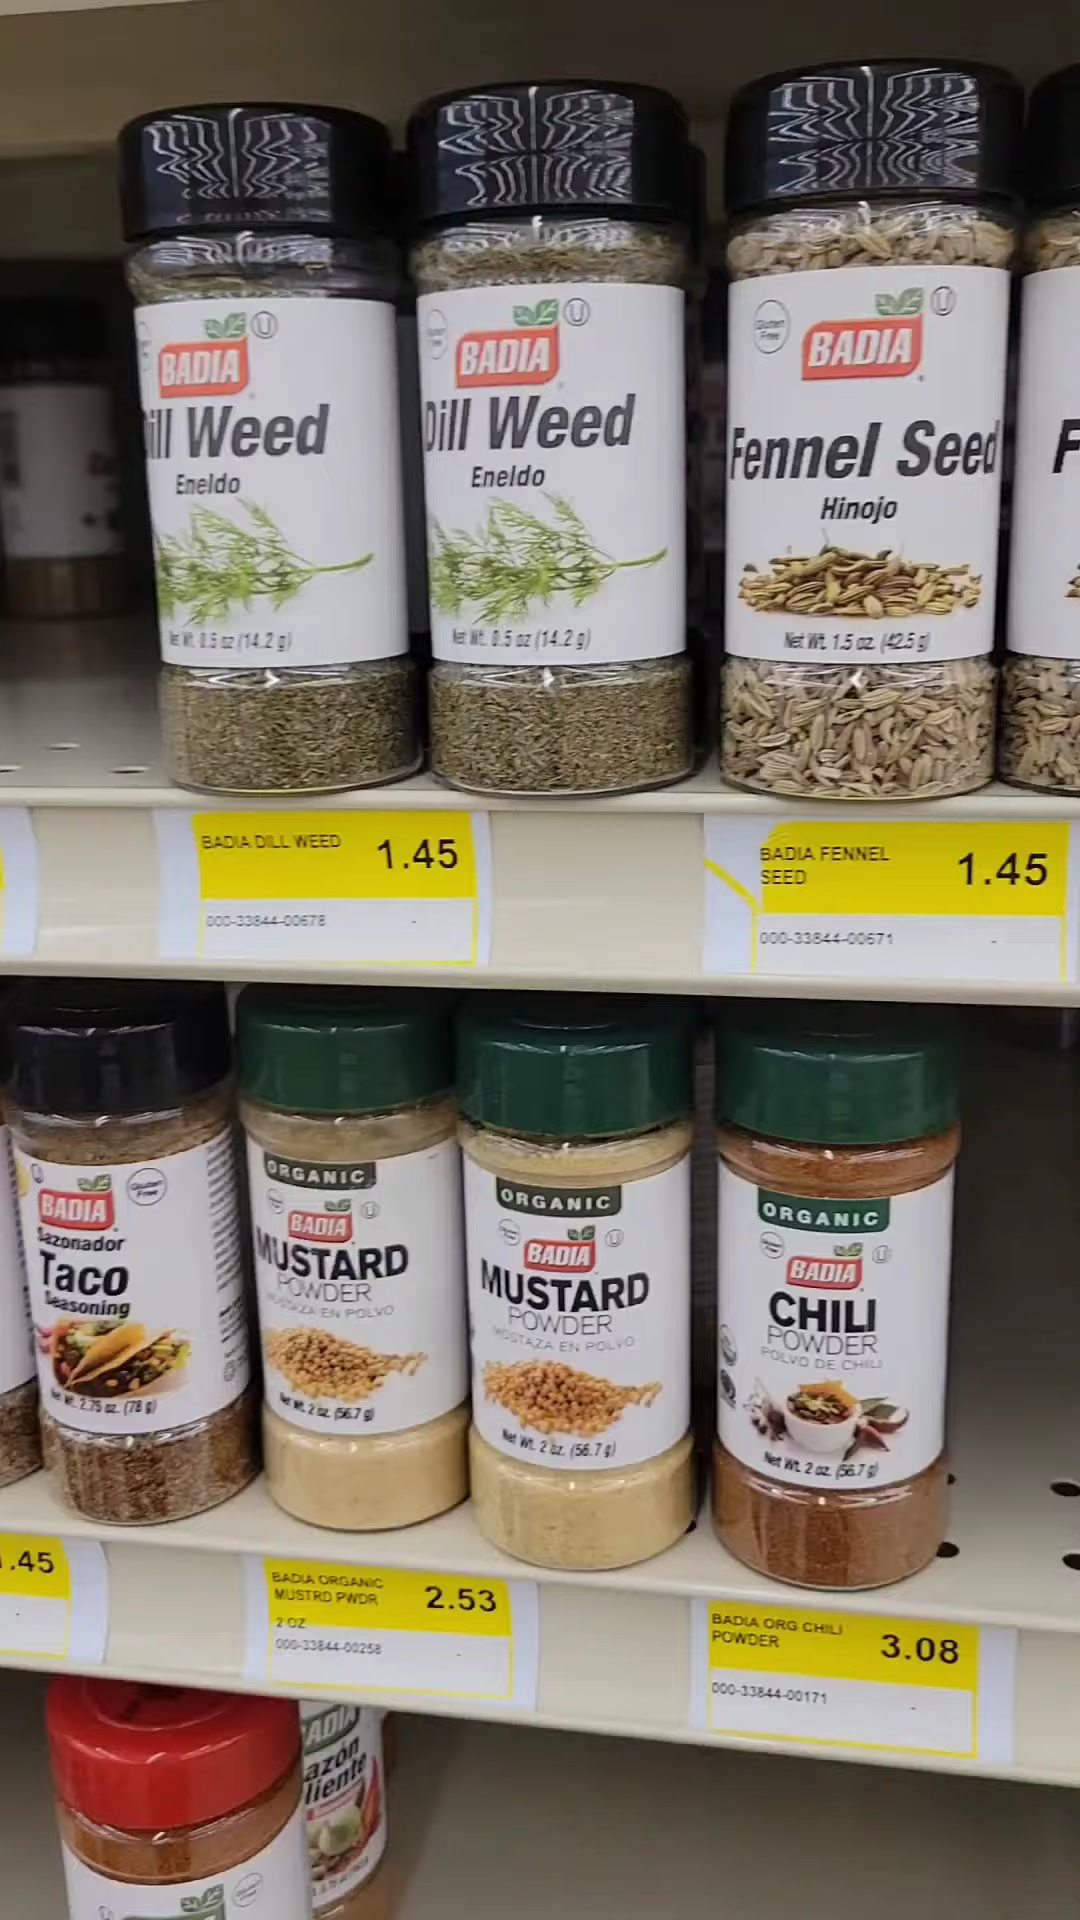 BADIA
ill Weed
Eneldo
Net Wt. 0.5 oz (14.2 g)
U
BADIA
Dill Weed
Eneldo
Net Wt. 0.5 oz (14.2 g)
U
Gluten
Free
BADIA
Fennel Seed
Hinojo
Net Wt. 1.5 oz. (42.5 g)
U
F
BADIA DILL WEED
1.45
000-33844-00678
-
BADIA FENNEL
SEED
1.45
000-33844-00671
-
Gluten
Free
BADIA
Sazonador
Taco
Seasoning
Net Wt. 2.75 oz. (78 g)
ORGANIC
BADIA
MUSTARD
POWDER
MOSTAZA EN POLVO
Net Wt. 2 oz. (56.7 g)
ORGANIC
BADIA
MUSTARD
POWDER
MOSTAZA EN POLVO
Net Wt. 2 oz. (56.7 g)
ORGANIC
BADIA
CHILI
POWDER
POLVO DE CHILI
Net Wt. 2 oz. (56.7 g)
.45
-
BADIA ORGANIC
MUSTRD PWDR
2.53
2 OZ
000-33844-00258
-
BADIA ORG CHILI
POWDER
3.08
000-33844-00171
-
ADIA
azón
liente